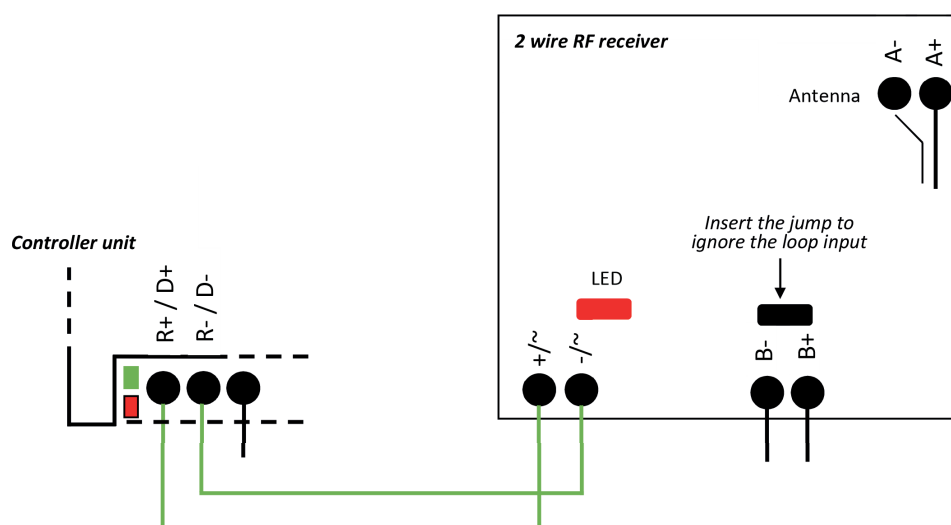 2 wire RF receiver
A-
A+
Antenna
Insert the jump to
ignore the loop input
Controller unit
R+ / D+
R- / D-
LED
+/~
-/~
B-
B+